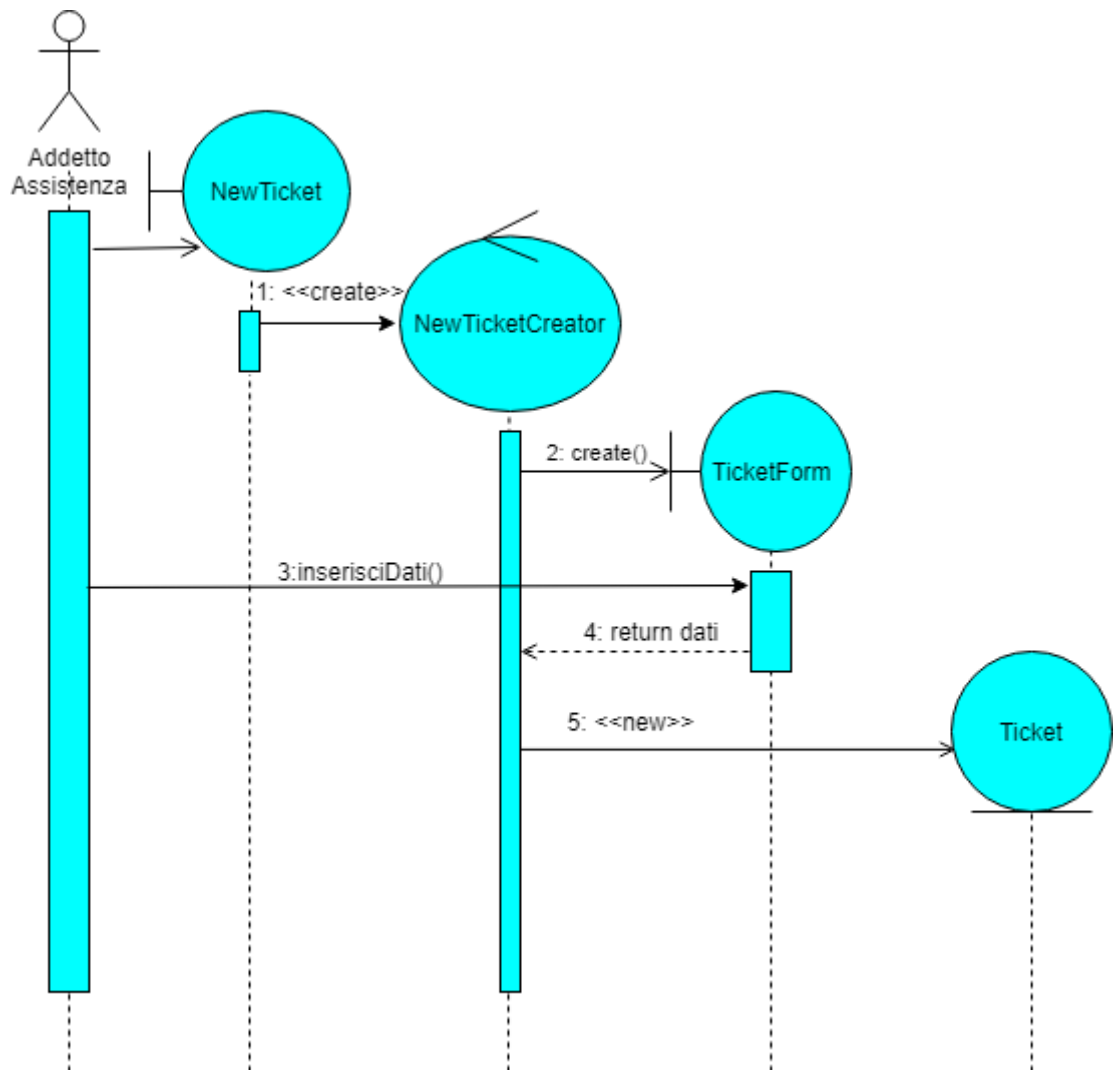 Addetto
Assistenza
NewTicket
1: <<create>>
NewTicketCreator
2: create()
TicketForm
3:inserisciDati()
4: return dati
5: <<new>>
Ticket